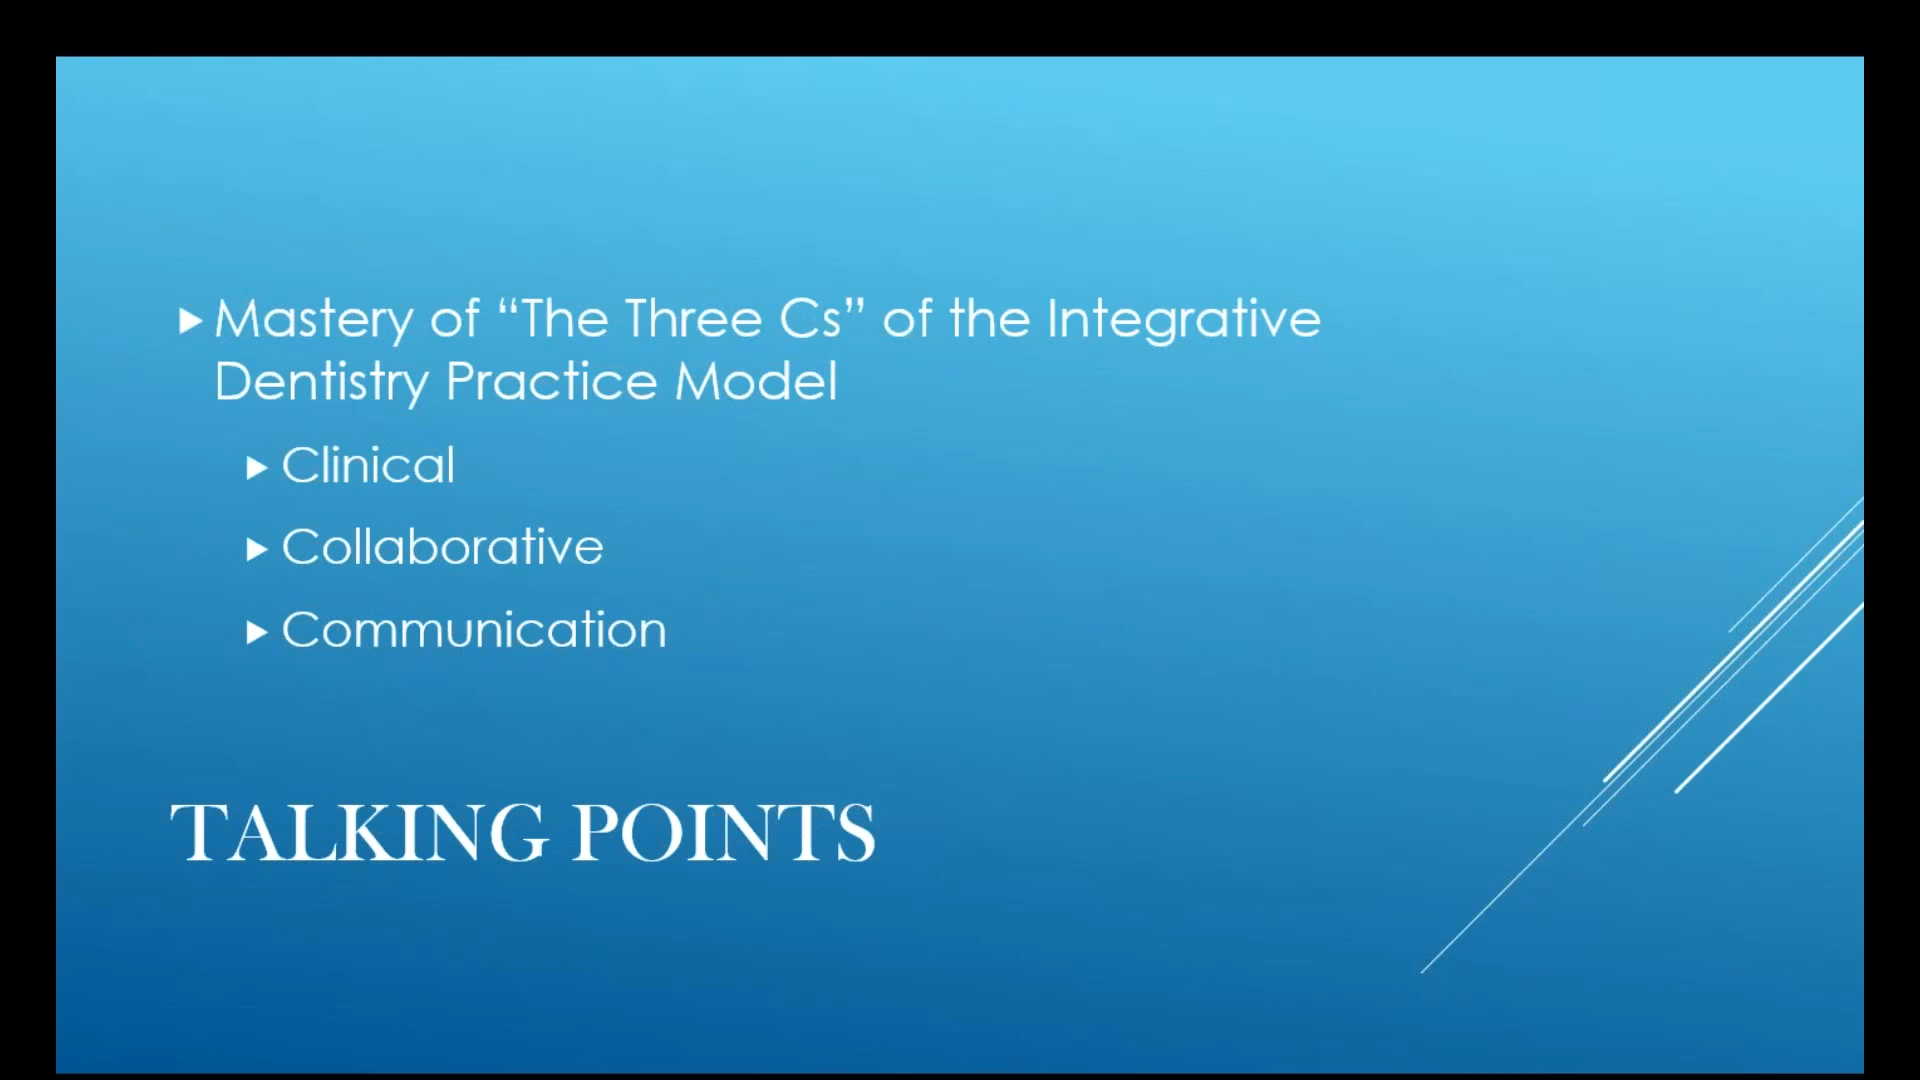 Mastery of “The Three Cs” of the Integrative
Dentistry Practice Model
Clinical
Collaborative
Communication
TALKING POINTS